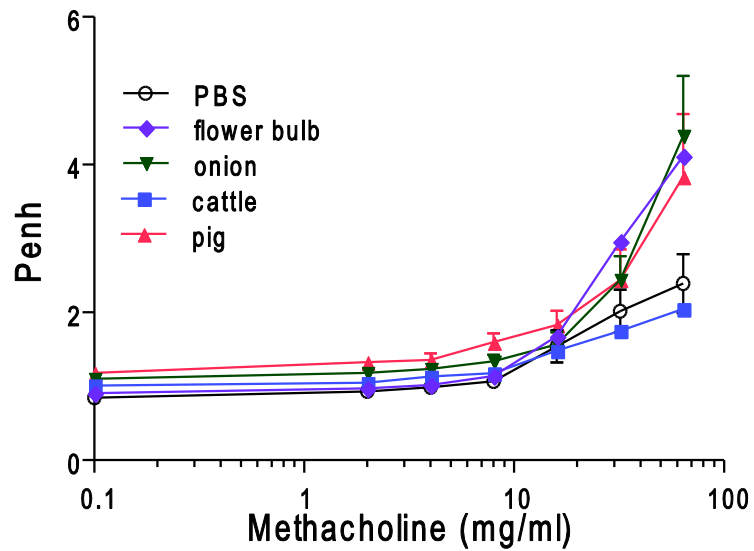 6
4
2
0
Penh
PBS
flower bulb
onion
cattle
pig
0.1 1 10 100
Methacholine (mg/ml)